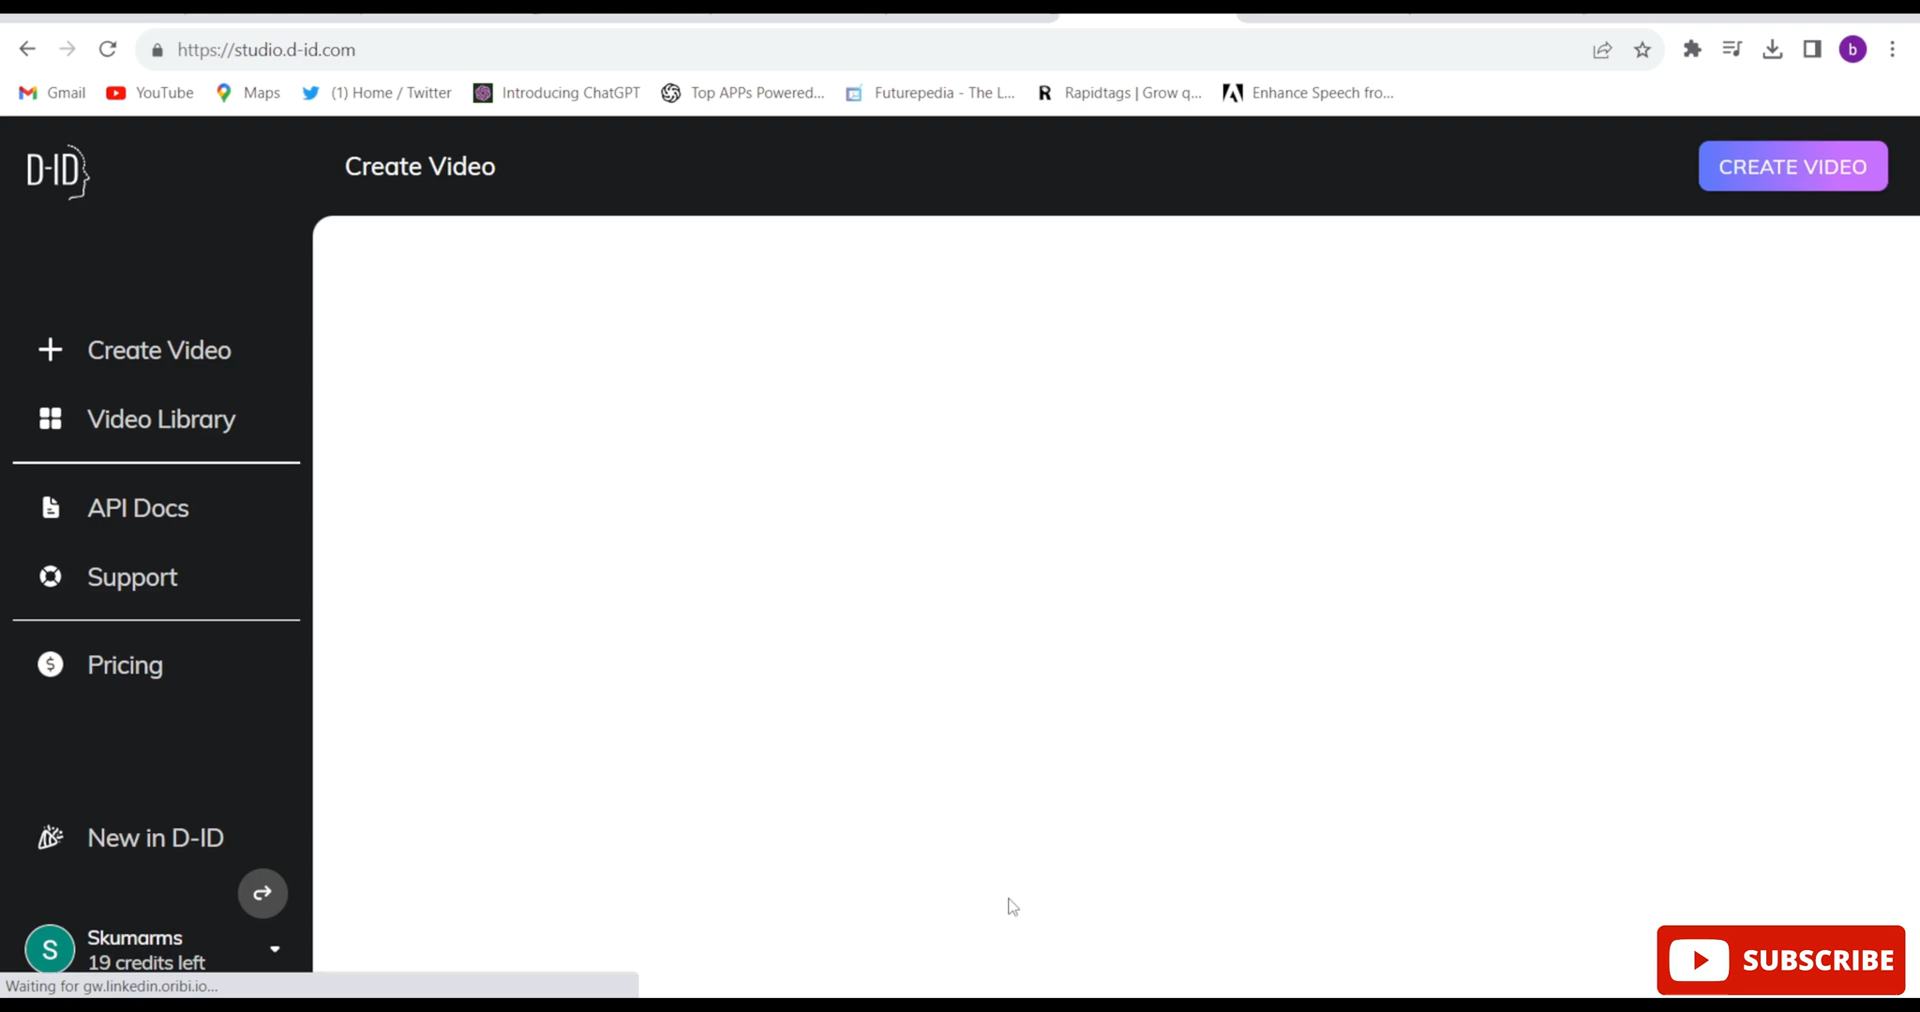 https://studio.d-id.com
b
Gmail YouTube Maps (1) Home / Twitter Introducing ChatGPT Top APPs Powered... Futurepedia - The L... Rapidtags | Grow q... Enhance Speech fro...
D-ID
Create Video
CREATE VIDEO
Create Video
Video Library
API Docs
Support
Pricing
New in D-ID
S
Skumarms
19 credits left
Waiting for gw.linkedin.oribi.io...
SUBSCRIBE